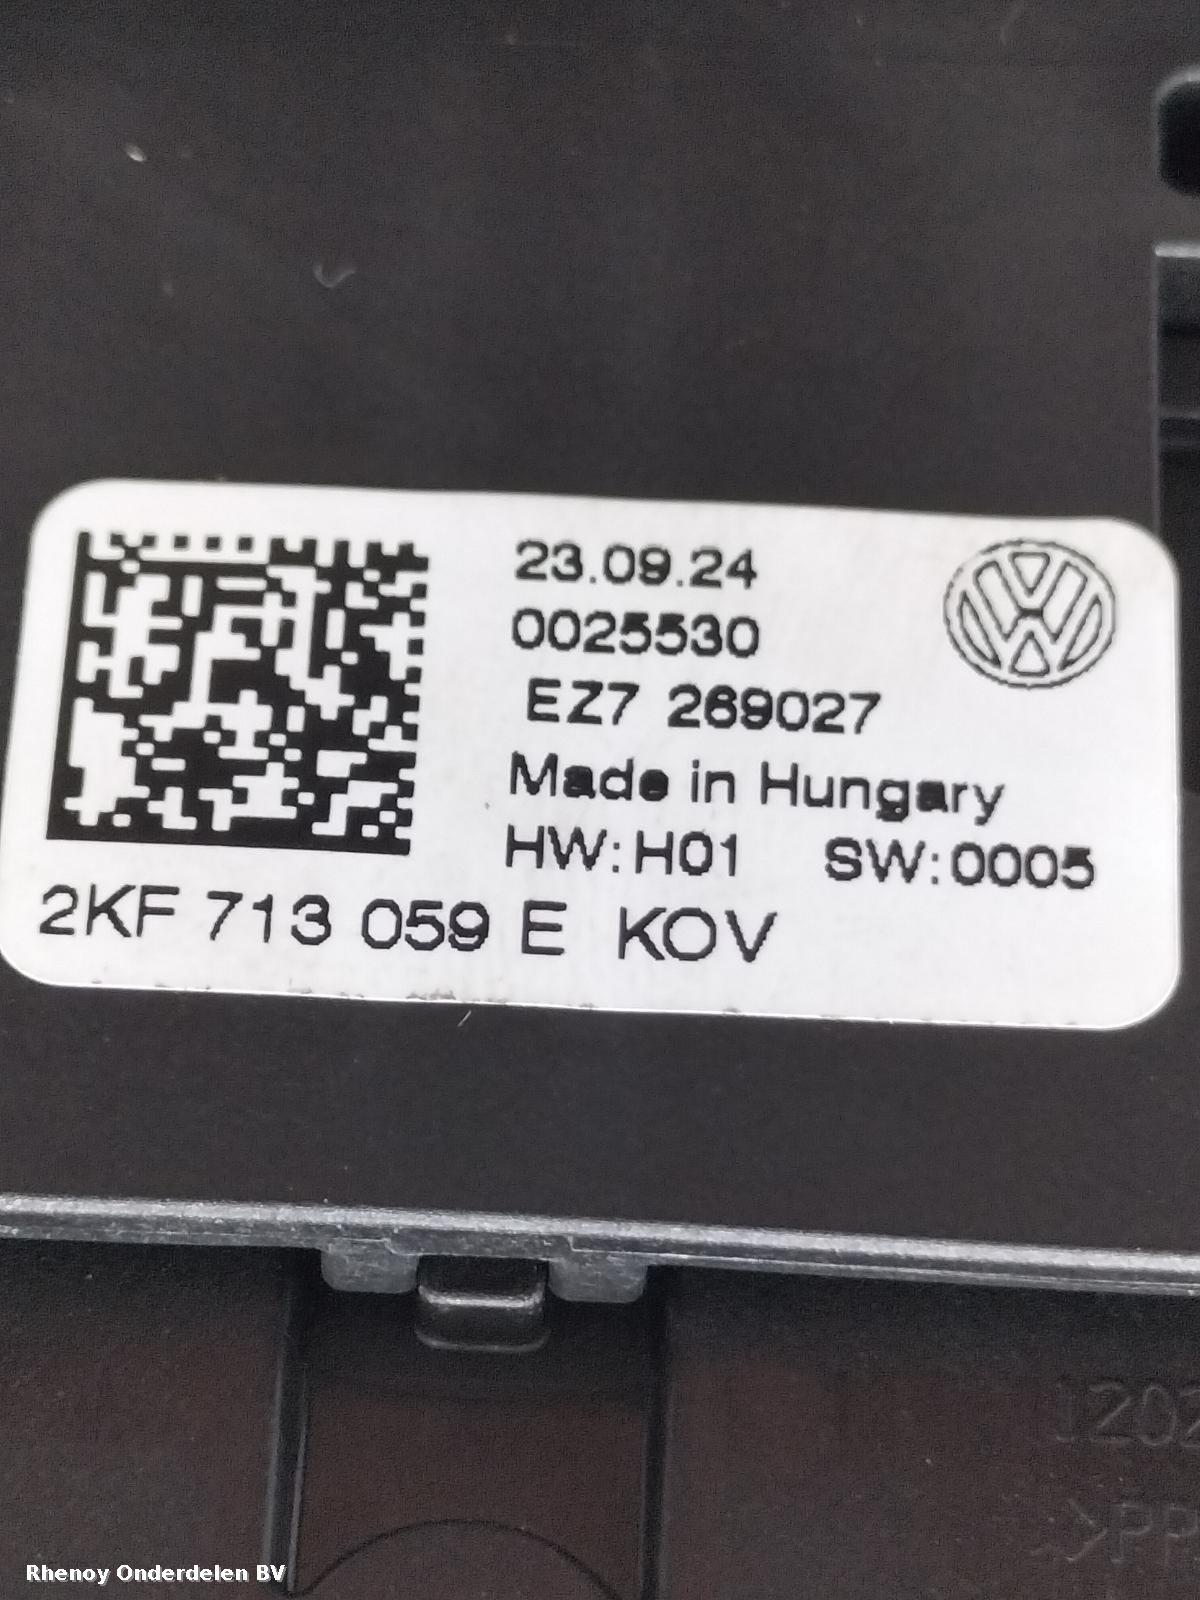 23.09.24
0025530
EZ7 269027
Made in Hungary
HW:H01 SW:0005
2KF 713 059 E KOV
Rhenoy Onderdelen BV